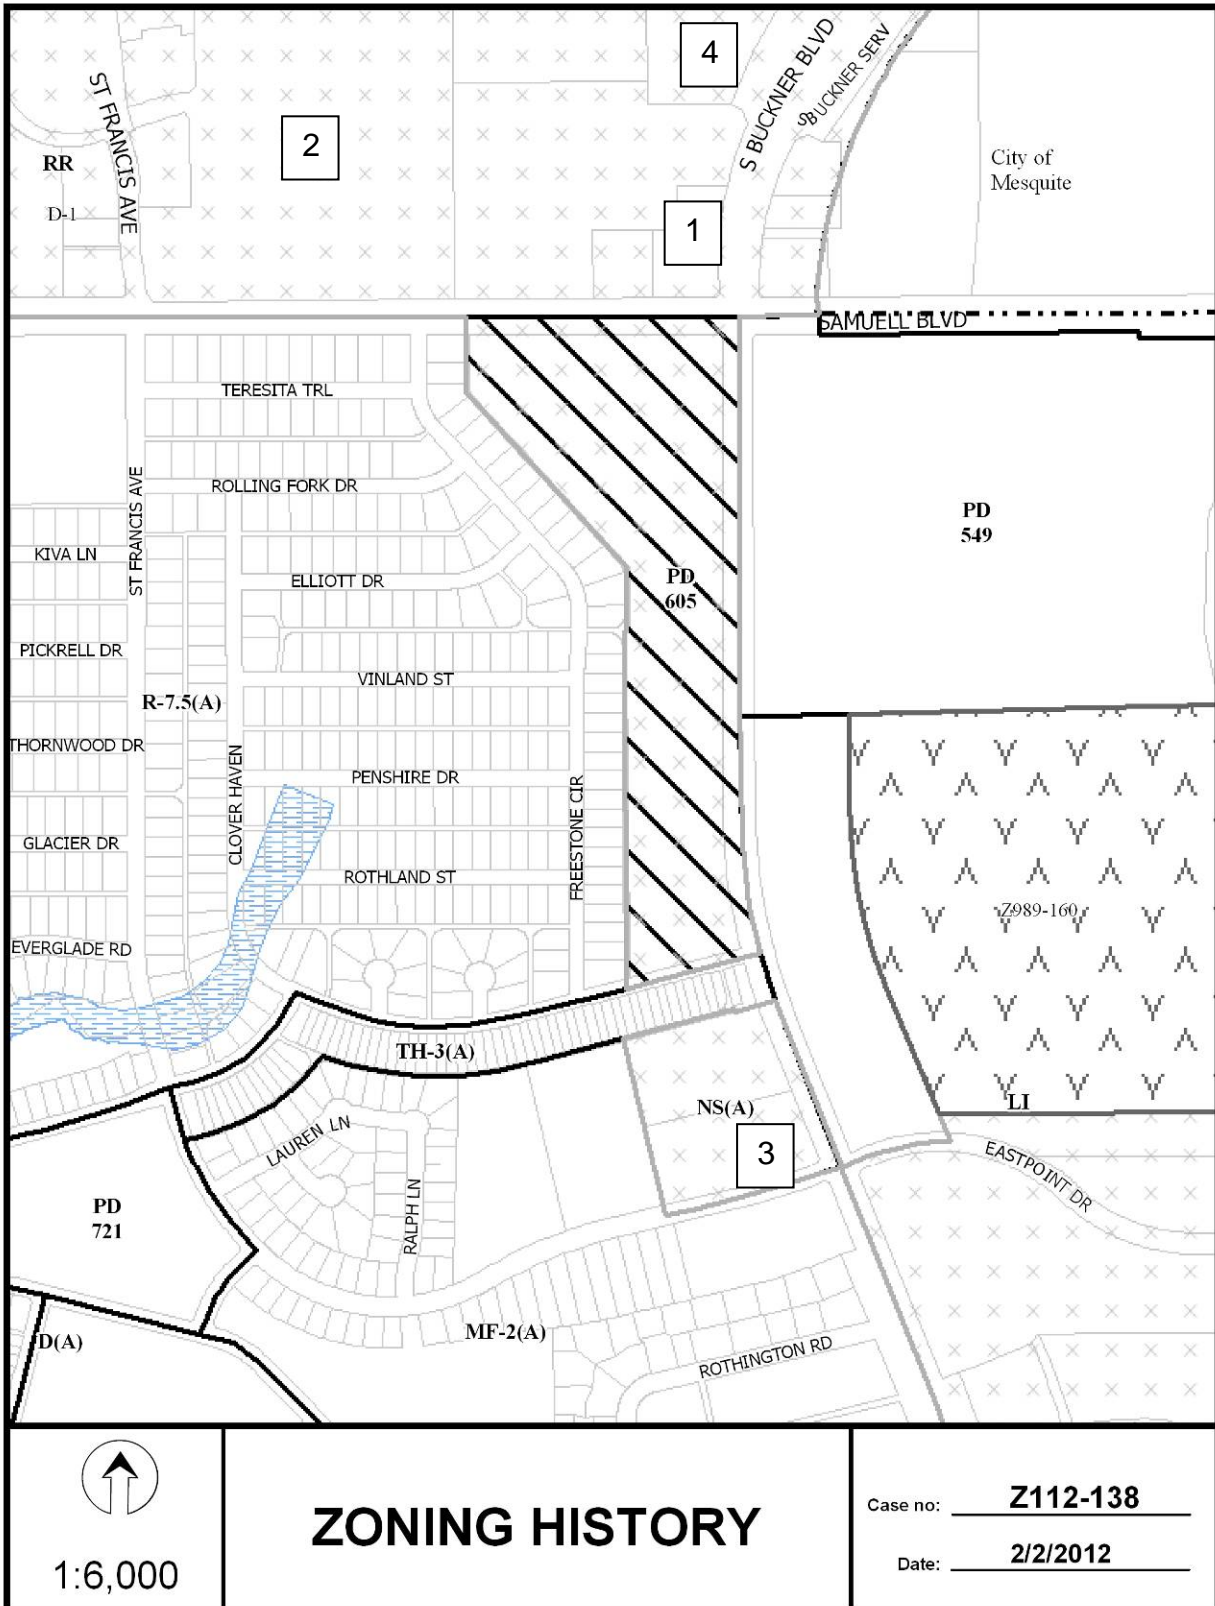 4
S BUCKNER BLVD
S BUCKNER SERV
ST FRANCIS AVE
2
City of
Mesquite
RR
D-1
1
SAMUELL BLVD
TERESITA TRL
ROLLING FORK DR
ST FRANCIS AVE
PD
549
KIVA LN
ELLIOTT DR
PD
605
PICKRELL DR
VINLAND ST
R-7.5(A)
THORNWOOD DR
CLOVER HAVEN
PENSHIRE DR
FREESTONE CIR
GLACIER DR
ROTHLAND ST
Z989-160
EVERGLADE RD
TH-3(A)
NS(A)
LI
LAUREN LN
3
EASTPOINT DR
RALPH LN
PD
721
MF-2(A)
D(A)
ROTHINGTON RD
1:6,000
ZONING HISTORY
Case no: Z112-138
Date: 2/2/2012